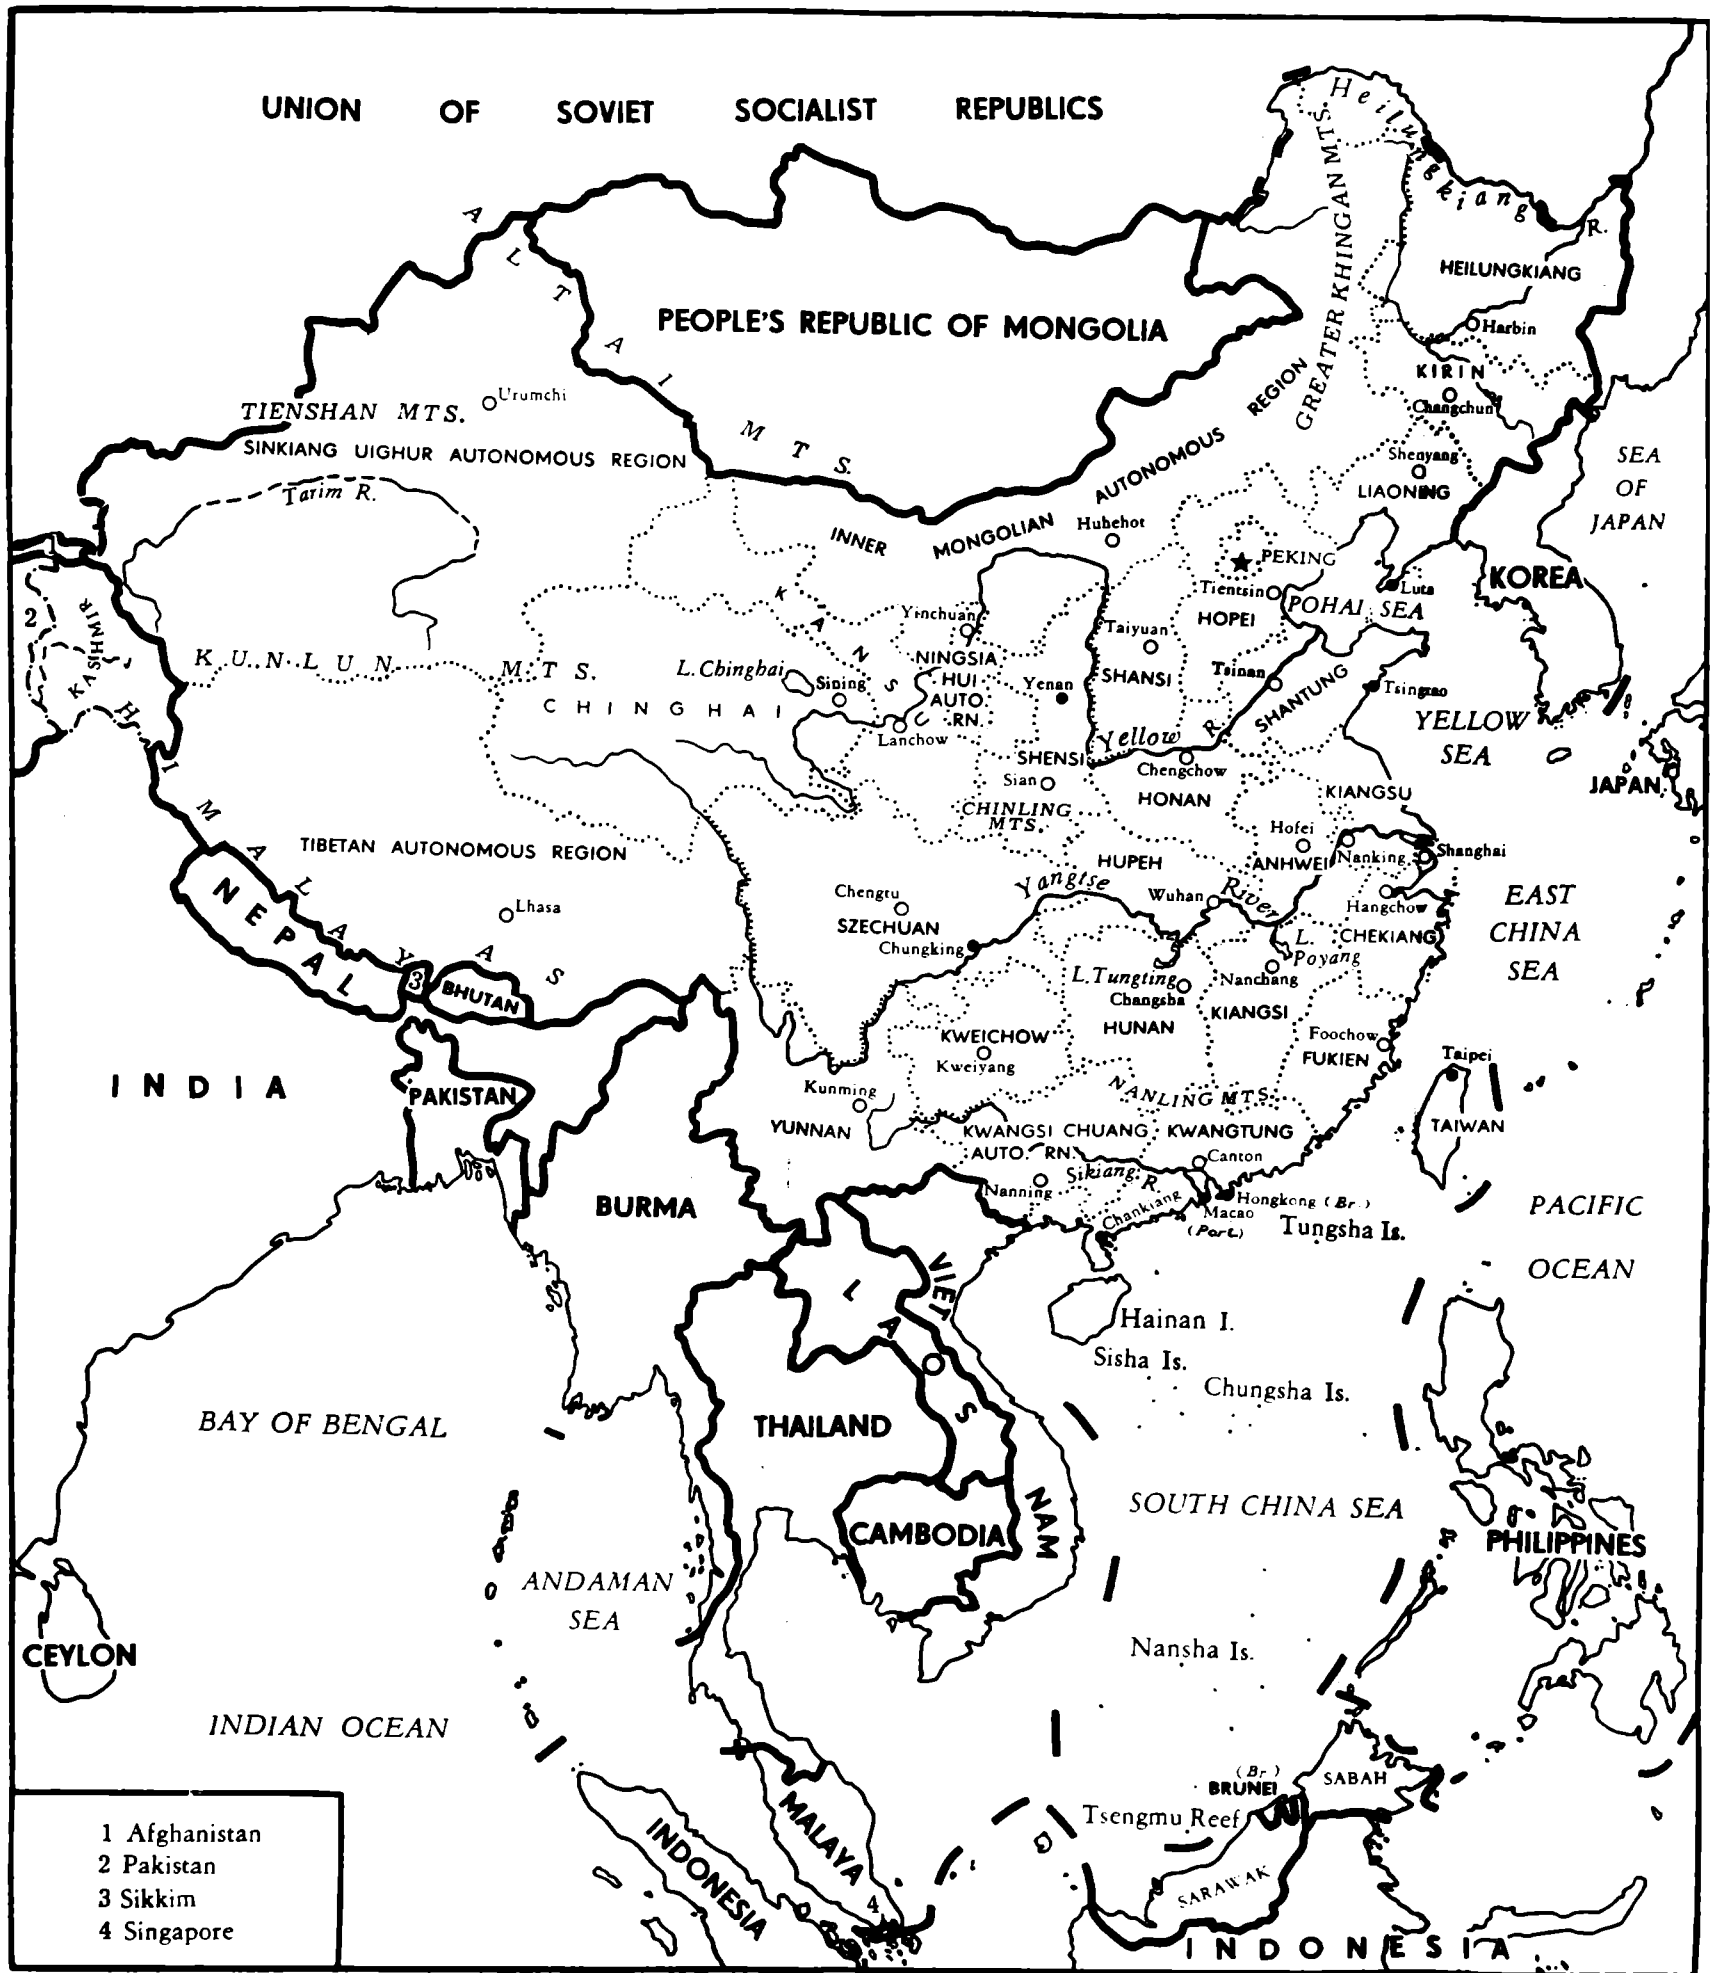 UNION OF SOVIET SOCIALIST REPUBLICS
Heilungkiang R.
GREATER KHINGAN MTS.
HEILUNGKIANG
Harbin
KIRIN
Changchun
ALTAI MTS.
PEOPLE'S REPUBLIC OF MONGOLIA
Urumchi
TIENSHAN MTS.
SINKIANG UIGHUR AUTONOMOUS REGION
Tarim R.
INNER MONGOLIAN AUTONOMOUS REGION
Huhehot
Shenyang
LIAONING
SEA
OF
JAPAN
PEKING
Tientsin
HOPEI
POHAI SEA
Luta
KOREA
1
2
KASHMIR
KUNLUN MTS.
KANSU
Yinchuan
NINGSIA
HUI
AUTO.
RN.
L.Chinghai
Sining
CHINGHAI
Lanchow
Yenan
Taiyuan
SHANSI
Tsinan
SHANTUNG
Tsingtao
YELLOW
SEA
JAPAN
SHENSI
Yellow R.
Sian
Chengchow
HONAN
KIANGSU
CHINLING
MTS.
Hofei
ANHWEI
Nanking
Shanghai
HIMALAYAS
TIBETAN AUTONOMOUS REGION
Lhasa
NEPAL
3
BHUTAN
HUPEH
Yangtse River
Wuhan
Hangchow
CHEKIANG
EAST
CHINA
SEA
Chengtu
SZECHUAN
Chungking
L.
Poyang
Nanchang
L.Tungting
Changsha
HUNAN
KIANGSI
KWEICHOW
Kweiyang
Foochow
FUKIEN
Taipei
TAIWAN
INDIA
PAKISTAN
Kunming
YUNNAN
NANLING MTS.
KWANGSI CHUANG
AUTO. RN.
KWANGTUNG
Canton
Sikiang R.
Nanning
Chankiang
Hongkong (Br.)
Macao
(Port.)
Tungsha Is.
PACIFIC
OCEAN
BURMA
LAOS
VIET NAM
Hainan I.
Sisha Is.
Chungsha Is.
BAY OF BENGAL
THAILAND
CAMBODIA
SOUTH CHINA SEA
PHILIPPINES
ANDAMAN
SEA
CEYLON
Nansha Is.
INDIAN OCEAN
(Br.)
BRUNEI
SABAH
Tsengmu Reef
SARAWAK
MALAYA
4
INDONESIA
INDONESIA
1 Afghanistan
2 Pakistan
3 Sikkim
4 Singapore